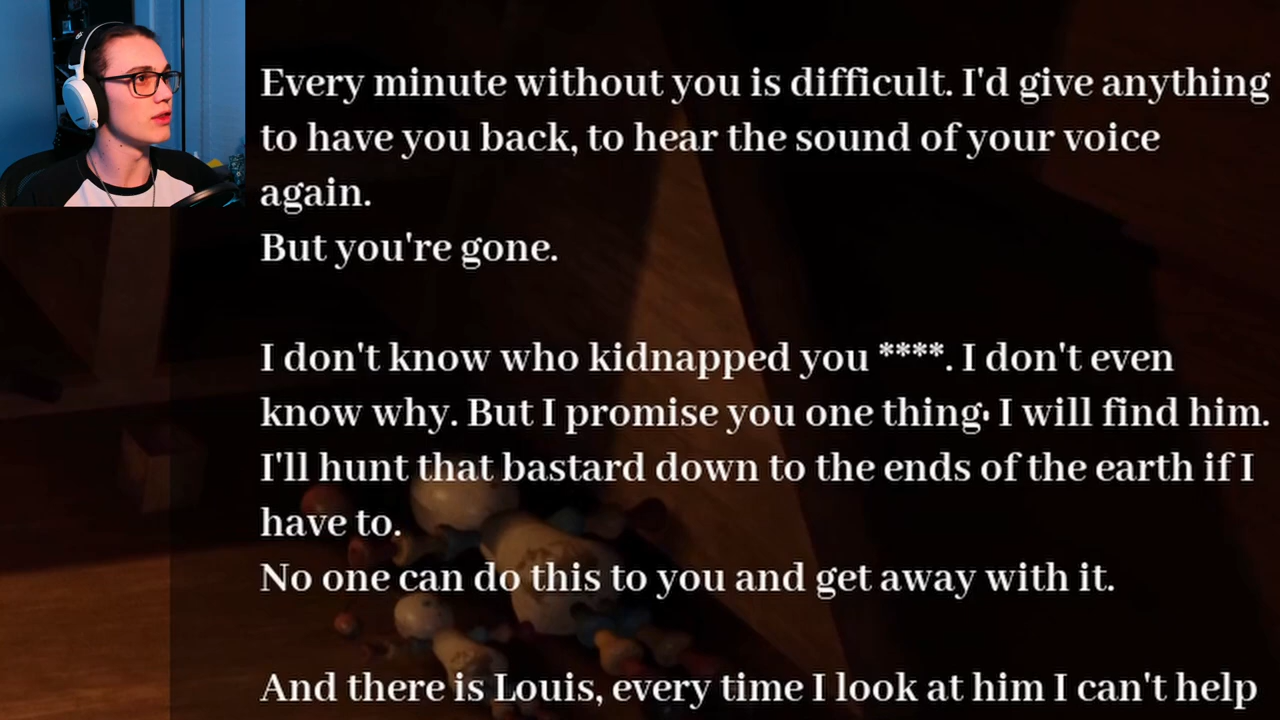 Every minute without you is difficult. I'd give anything
to have you back, to hear the sound of your voice
again.
But you're gone.
I don't know who kidnapped you ****. I don't even
know why. But I promise you one thing: I will find him.
I'll hunt that bastard down to the ends of the earth if I
have to.
No one can do this to you and get away with it.
And there is Louis, every time I look at him I can't help